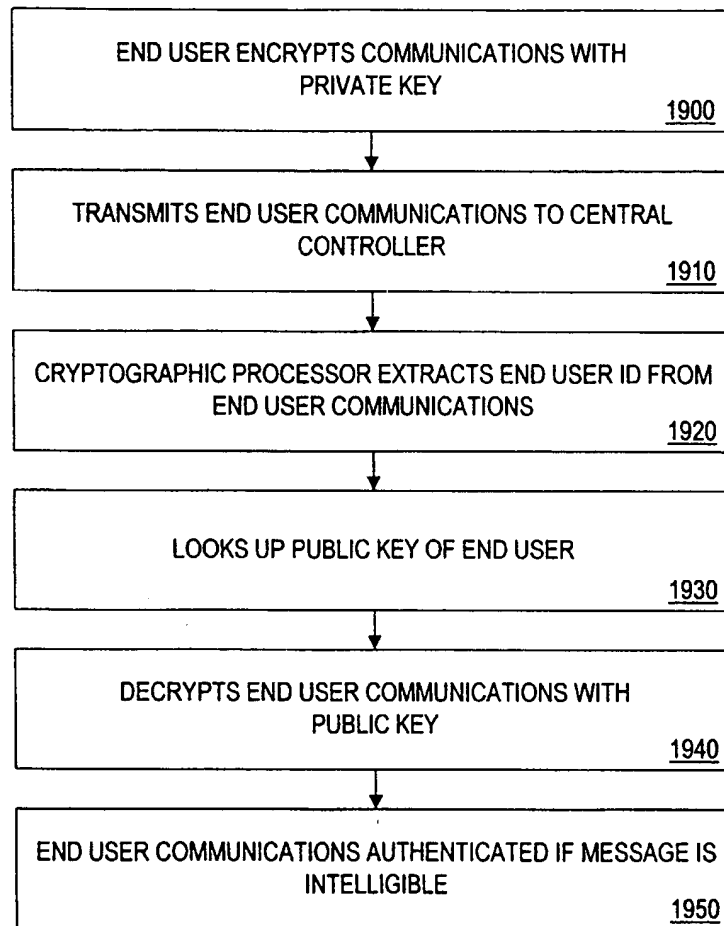 END USER ENCRYPTS COMMUNICATIONS WITH
PRIVATE KEY
1900
TRANSMITS END USER COMMUNICATIONS TO CENTRAL
CONTROLLER
1910
CRYPTOGRAPHIC PROCESSOR EXTRACTS END USER ID FROM
END USER COMMUNICATIONS
1920
LOOKS UP PUBLIC KEY OF END USER
1930
DECRYPTS END USER COMMUNICATIONS WITH
PUBLIC KEY
1940
END USER COMMUNICATIONS AUTHENTICATED IF MESSAGE IS
INTELLIGIBLE
1950